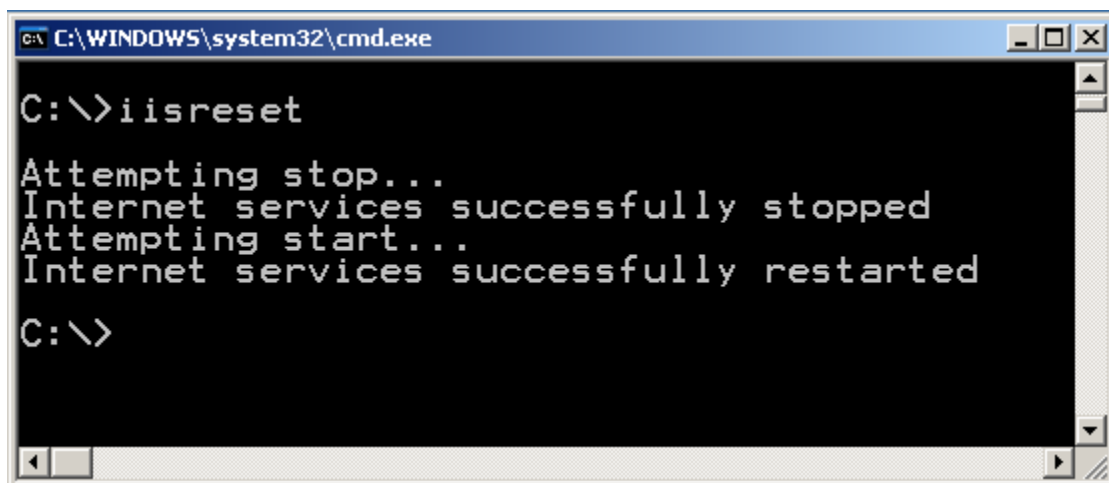 C:\WINDOWS\system32\cmd.exe
C:\>iisreset
Attempting stop...
Internet services successfully stopped
Attempting start...
Internet services successfully restarted
C:\>